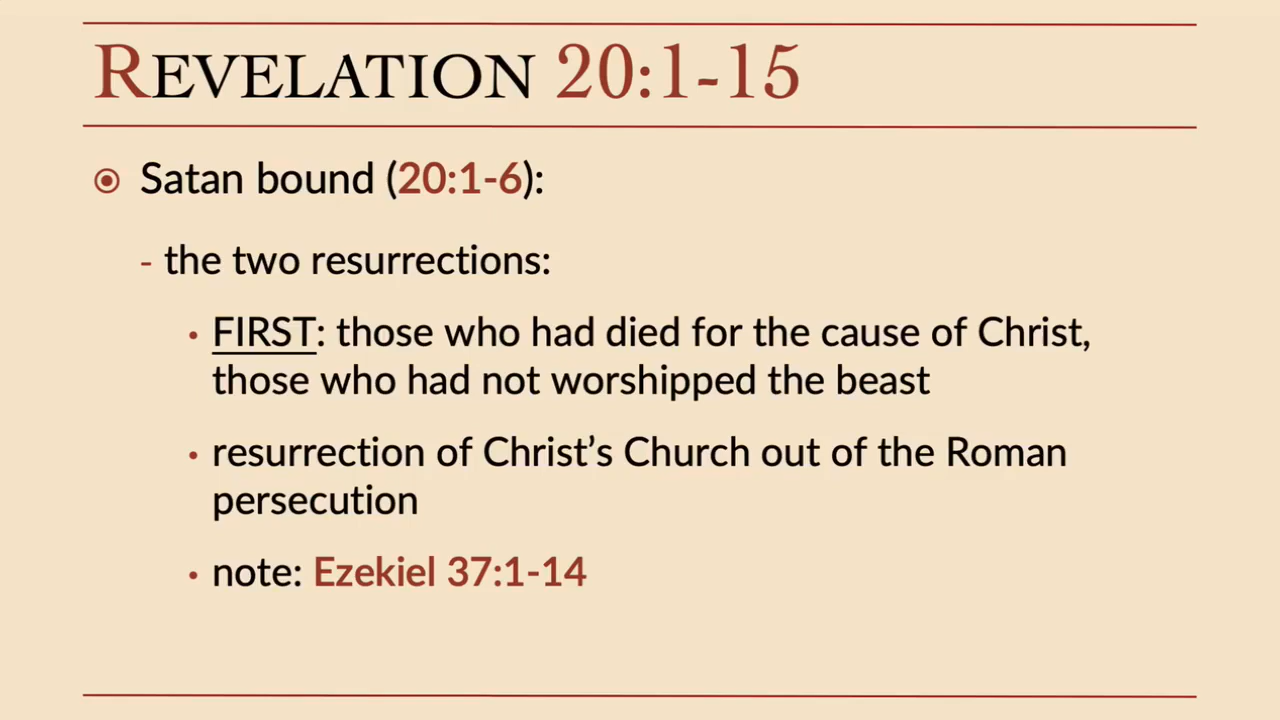 REVELATION 20:1-15
Satan bound (20:1-6):
- the two resurrections:
• FIRST: those who had died for the cause of Christ,
those who had not worshipped the beast
• resurrection of Christ’s Church out of the Roman
persecution
• note: Ezekiel 37:1-14